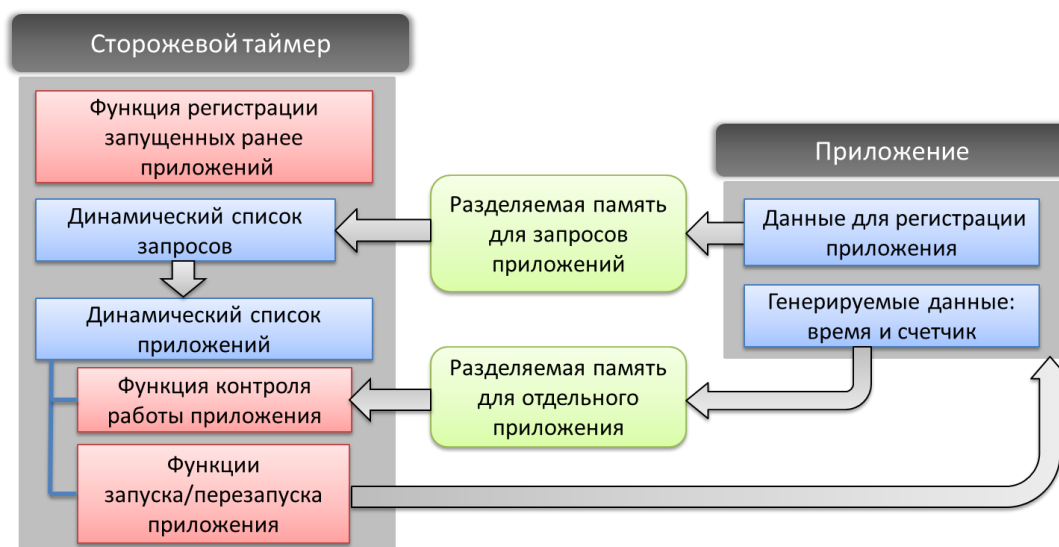 Сторожевой таймер
Функция регистрации
запущенных ранее
приложений
Динамический список
запросов
Динамический список
приложений
Функция контроля
работы приложения
Функции
запуска/перезапуска
приложения
Разделяемая память
для запросов
приложений
Разделяемая память
для отдельного
приложения
Приложение
Данные для регистрации
приложения
Генерируемые данные:
время и счетчик